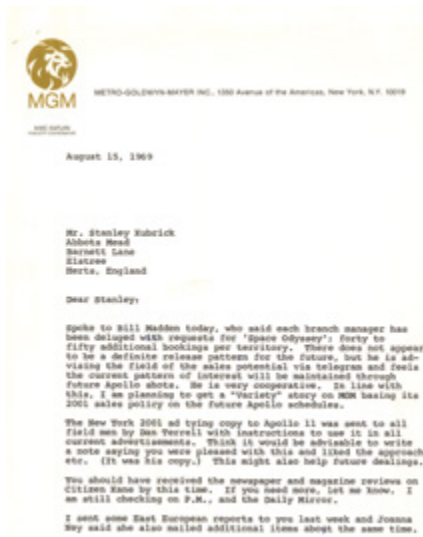 MGM
METRO-GOLDWYN-MAYER INC., 1350 Avenue of the Americas, New York, N.Y. 10019
August 15, 1969
Mr. Stanley Kubrick
Abbots Mead
Barnett Lane
Elstree
Herts, England
Dear Stanley:
Spoke to Bill Madden today, who said each branch manager has
been deluged with requests for "Space Odyssey": forty to
fifty additional bookings per territory. There does not appear
to be a definite release pattern for the future, but he is ad-
vising the field of the sales potential via telegram and feels
the current pattern of interest will be maintained through
future Apollo shots. He is very cooperative. In line with
this, I am planning to get a "Variety" story on MGM basing its
2001 sales policy on the future Apollo schedules.
The New York 2001 ad tying copy to Apollo 11 was sent to all
field men by Dan Terrell with instructions to use it in all
current advertisements. Think it would be advisable to write
a note saying you were pleased with this and liked the approach
etc. (It was his copy.) This might also help future dealings.
You should have received the newspaper and magazine reviews on
Citizen Kane by this time. If you need more, let me know. I
am still checking on P.M., and the Daily Mirror.
I sent some East European reports to you last week and Joanna
Ney said she also mailed additional items about the same time.